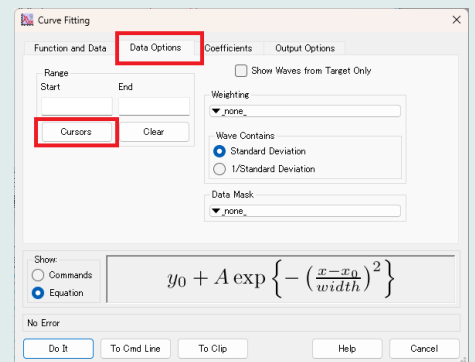 Curve Fitting
Function and Data Data Options Coefficients Output Options
Range
Start End
Cursors Clear
Show Waves from Target Only
Weighting
_none_
Wave Contains
Standard Deviation
1/Standard Deviation
Data Mask
_none_
Show:
Commands
Equation
y₀ + A exp { − ( (x−x₀)/width )² }
No Error
Do It To Cmd Line To Clip Help Cancel